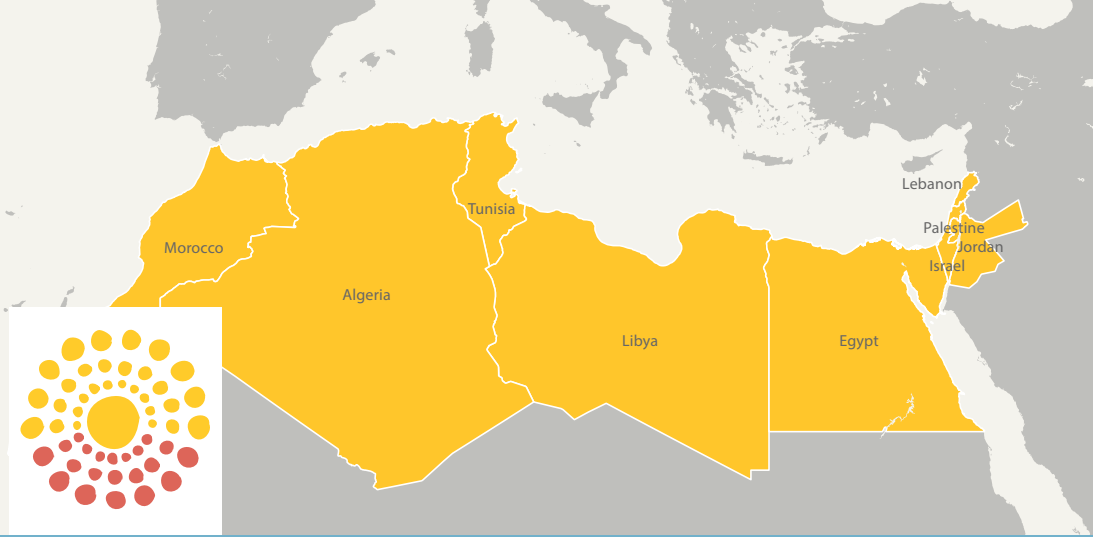 Lebanon
Tunisia
Palestine
Morocco
Jordan
Israel
Algeria
Libya
Egypt